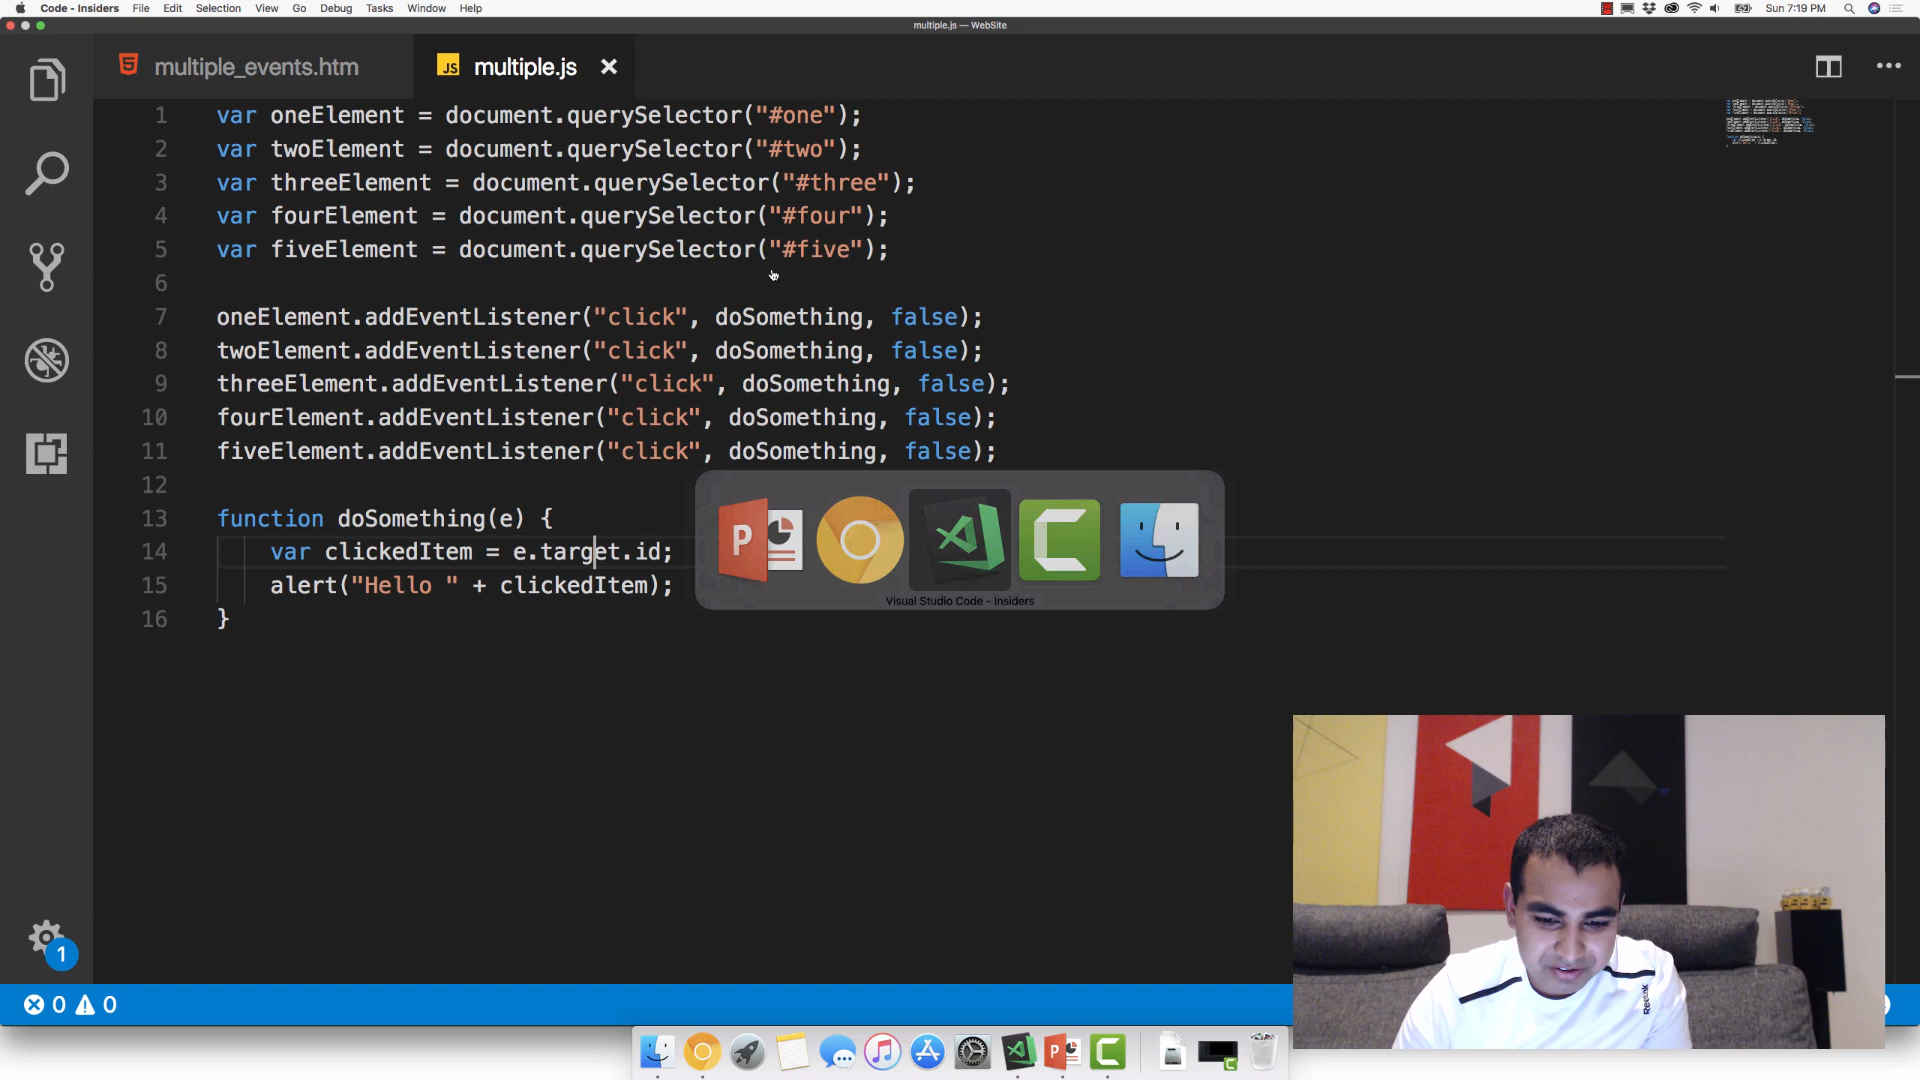 Code - Insiders File Edit Selection View Go Debug Tasks Window Help Sun 7:19 PM
multiple.js — WebSite
multiple_events.htm JS multiple.js
1 var oneElement = document.querySelector("#one");
2 var twoElement = document.querySelector("#two");
3 var threeElement = document.querySelector("#three");
4 var fourElement = document.querySelector("#four");
5 var fiveElement = document.querySelector("#five");
6
7 oneElement.addEventListener("click", doSomething, false);
8 twoElement.addEventListener("click", doSomething, false);
9 threeElement.addEventListener("click", doSomething, false);
10 fourElement.addEventListener("click", doSomething, false);
11 fiveElement.addEventListener("click", doSomething, false);
12
13 function doSomething(e) {
14 var clickedItem = e.target.id;
15 alert("Hello " + clickedItem);
16 }
P
Visual Studio Code - Insiders
Reebok
1
0 0
P